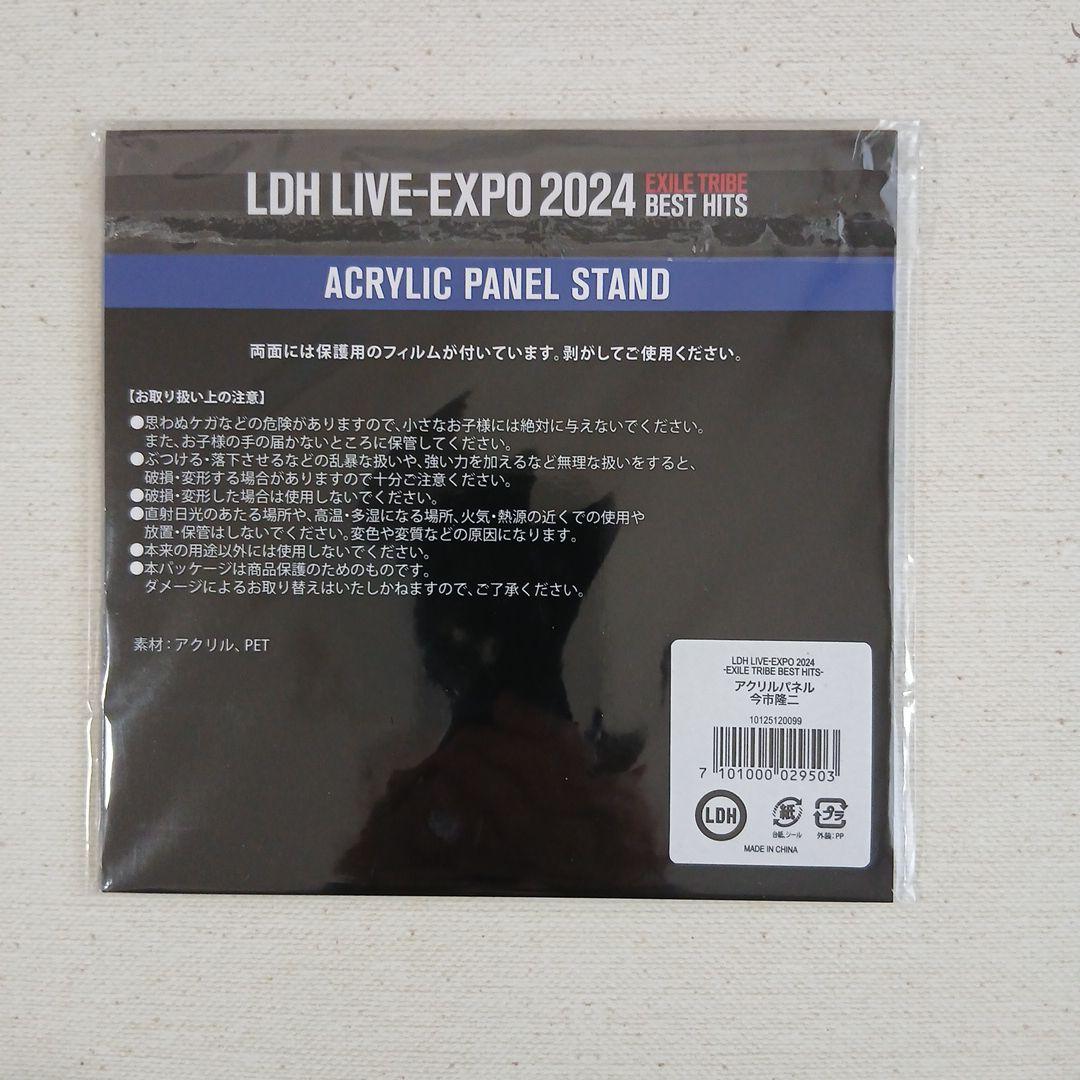 LDH LIVE-EXPO 2024 EXILE TRIBE
BEST HITS
ACRYLIC PANEL STAND
両面には保護用のフィルムが付いています。剥がしてご使用ください。
【お取り扱い上の注意】
●思わぬケガなどの危険がありますので、小さなお子様には絶対に与えないでください。
また、お子様の手の届かないところに保管してください。
●ぶつける・落下させるなどの乱暴な扱いや、強い力を加えるなど無理な扱いをすると、
破損・変形する場合がありますので十分ご注意ください。
●破損・変形した場合は使用しないでください。
●直射日光のあたる場所や、高温・多湿になる場所、火気・熱源の近くでの使用や
放置・保管はしないでください。変色や変質などの原因になります。
●本来の用途以外には使用しないでください。
●本パッケージは商品保護のためのものです。
ダメージによるお取り替えはいたしかねますので、ご了承ください。
素材：アクリル、PET
LDH LIVE-EXPO 2024
-EXILE TRIBE BEST HITS-
アクリルパネル
今市隆二
10125120099
7 101000 029503
LDH 紙 プラ
台紙、シール 外装：PP
MADE IN CHINA